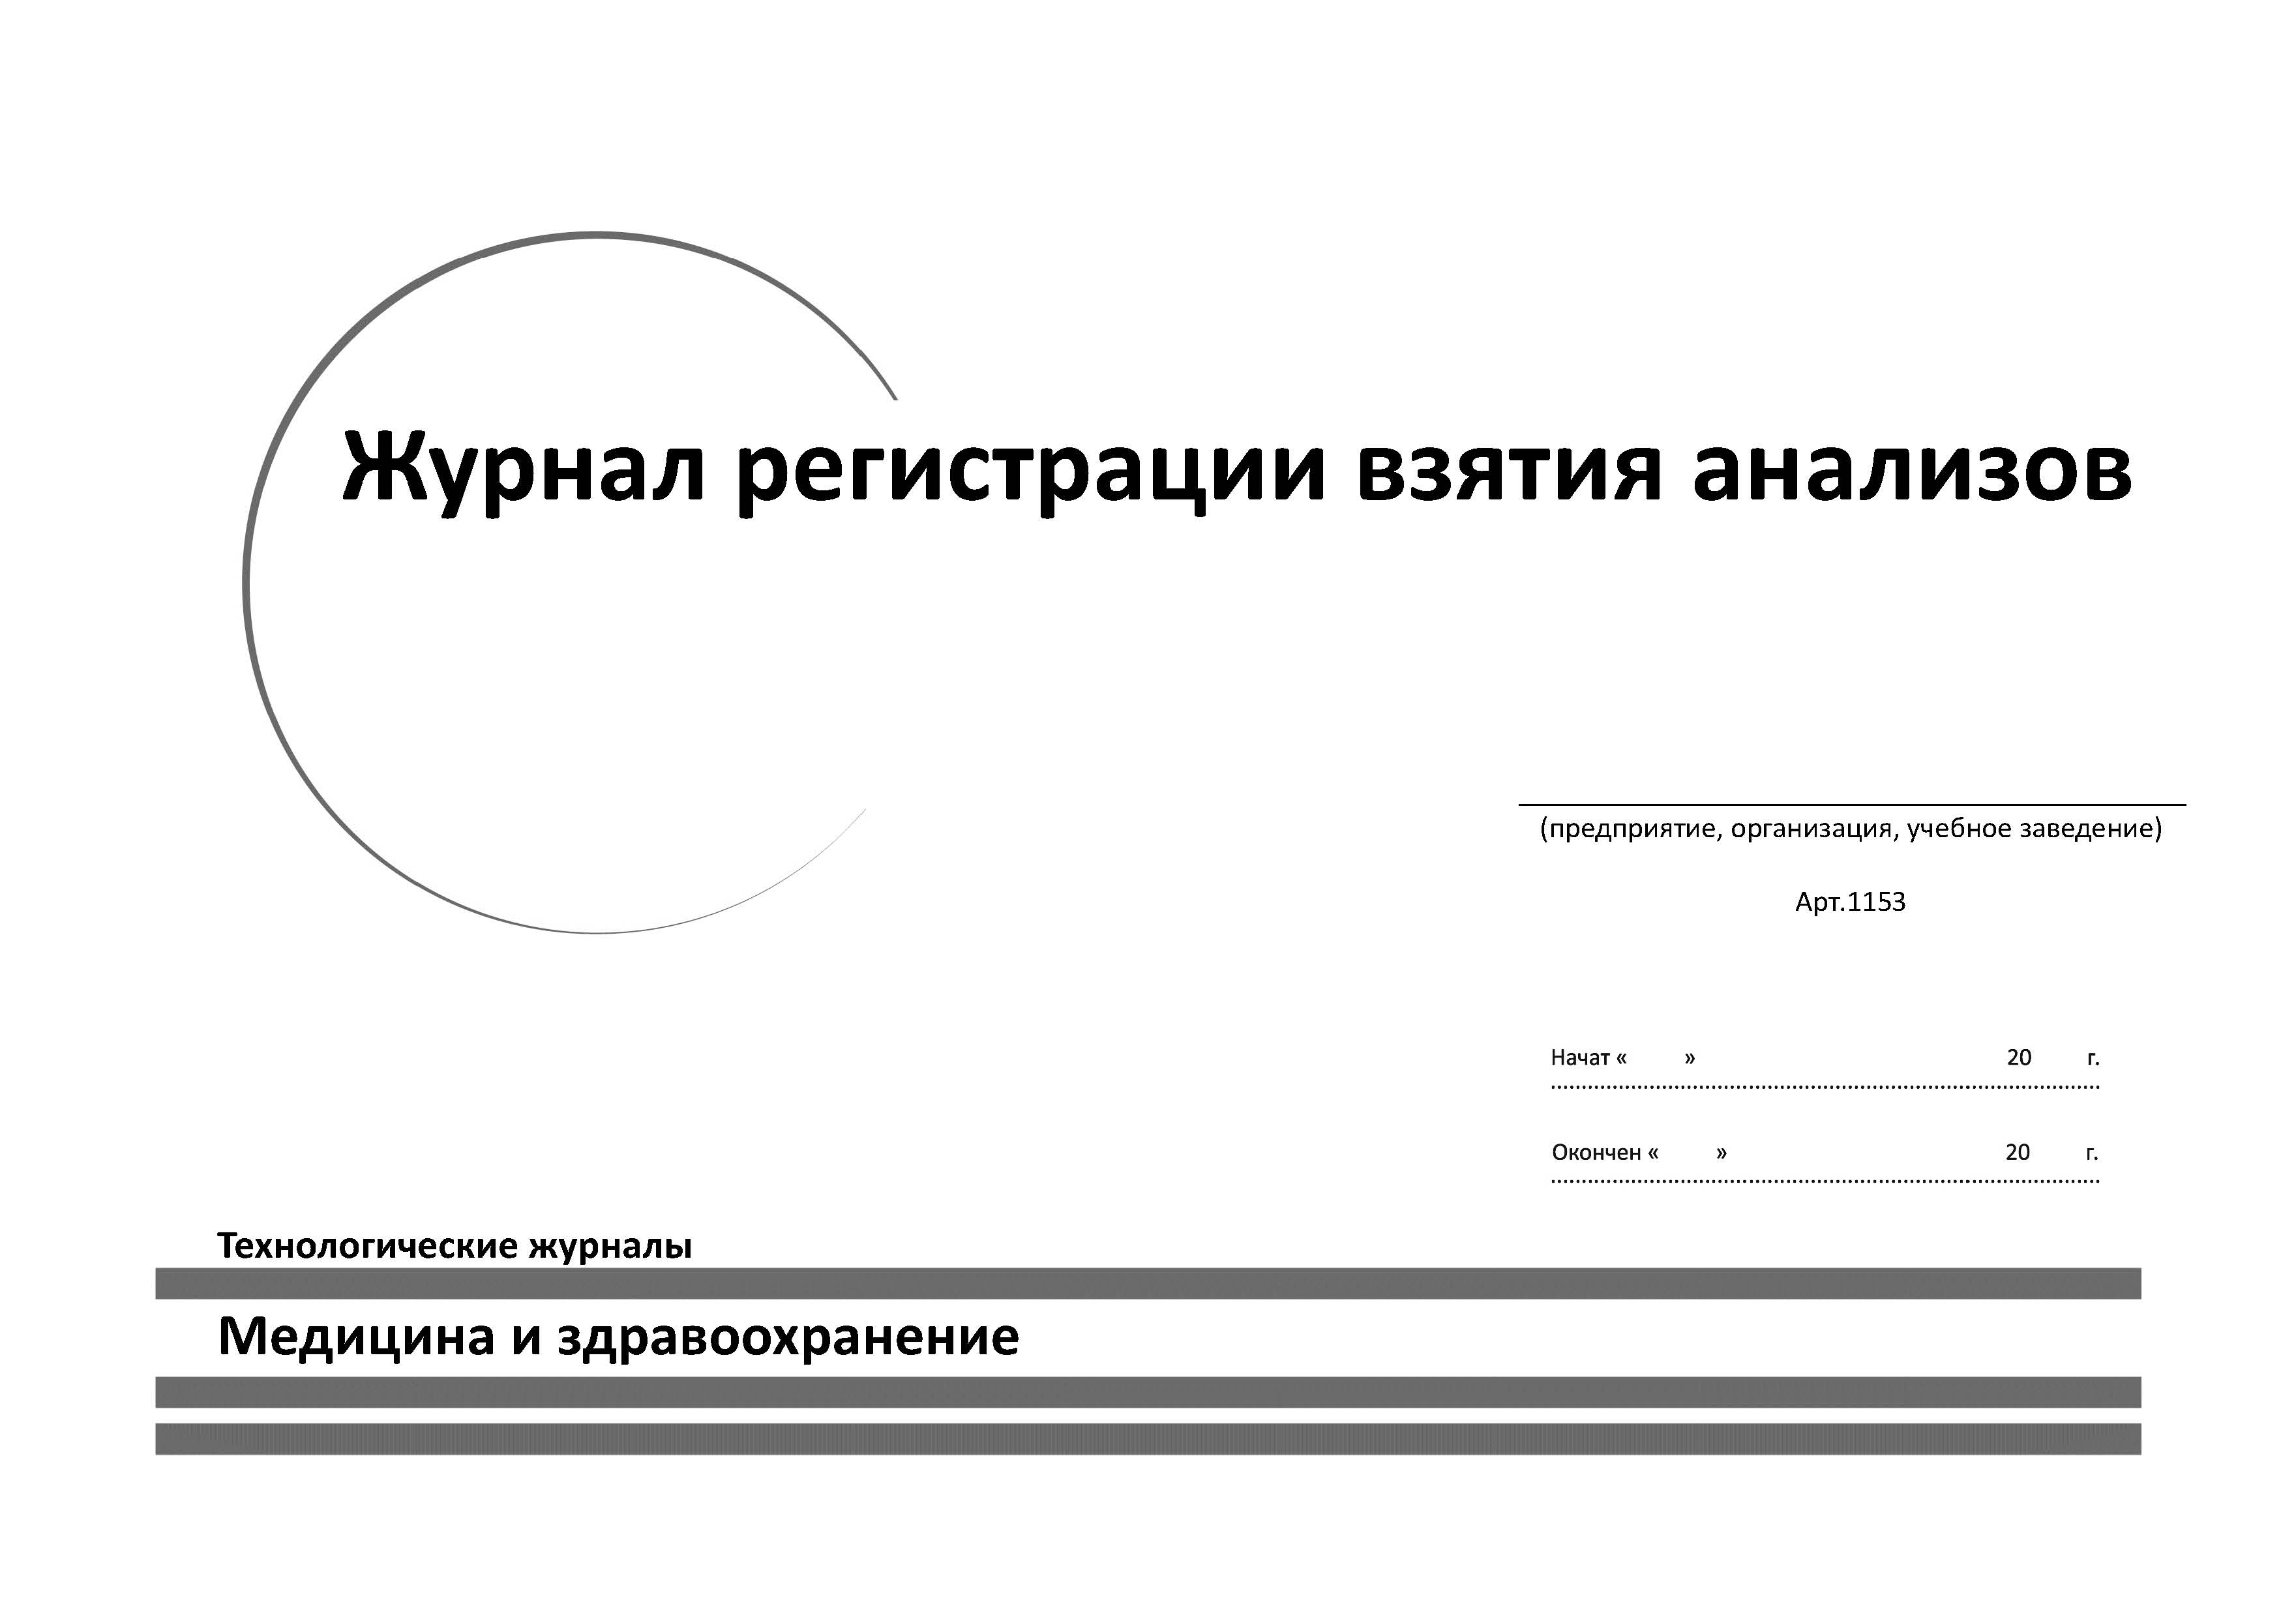 Журнал регистрации взятия анализов
(предприятие, организация, учебное заведение)
Арт.1153
Начат « » 20 г.
Окончен « » 20 г.
Технологические журналы
Медицина и здравоохранение